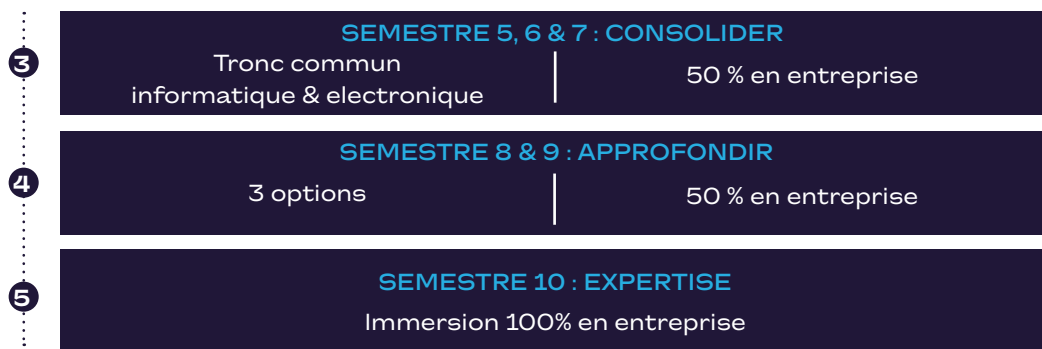 3
SEMESTRE 5, 6 & 7 : CONSOLIDER
Tronc commun
informatique & electronique
50 % en entreprise
4
SEMESTRE 8 & 9 : APPROFONDIR
3 options
50 % en entreprise
5
SEMESTRE 10 : EXPERTISE
Immersion 100% en entreprise